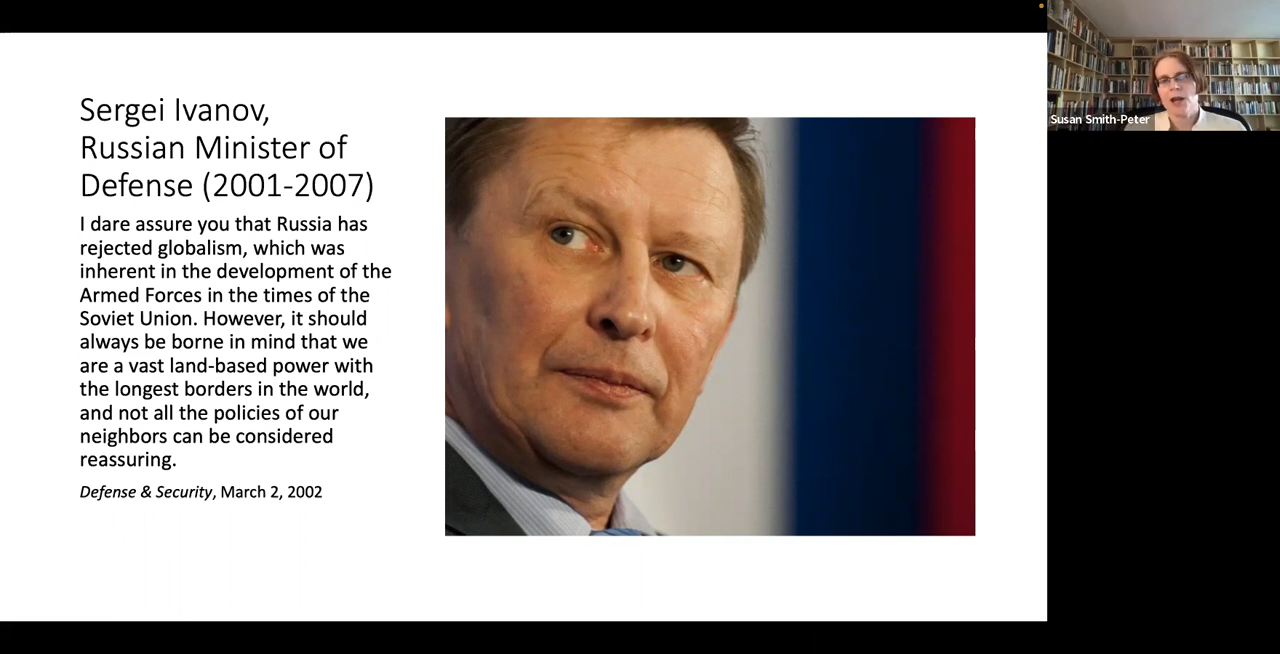 Sergei Ivanov,
Russian Minister of
Defense (2001-2007)
I dare assure you that Russia has
rejected globalism, which was
inherent in the development of the
Armed Forces in the times of the
Soviet Union. However, it should
always be borne in mind that we
are a vast land-based power with
the longest borders in the world,
and not all the policies of our
neighbors can be considered
reassuring.
Defense & Security, March 2, 2002
Susan Smith-Peter